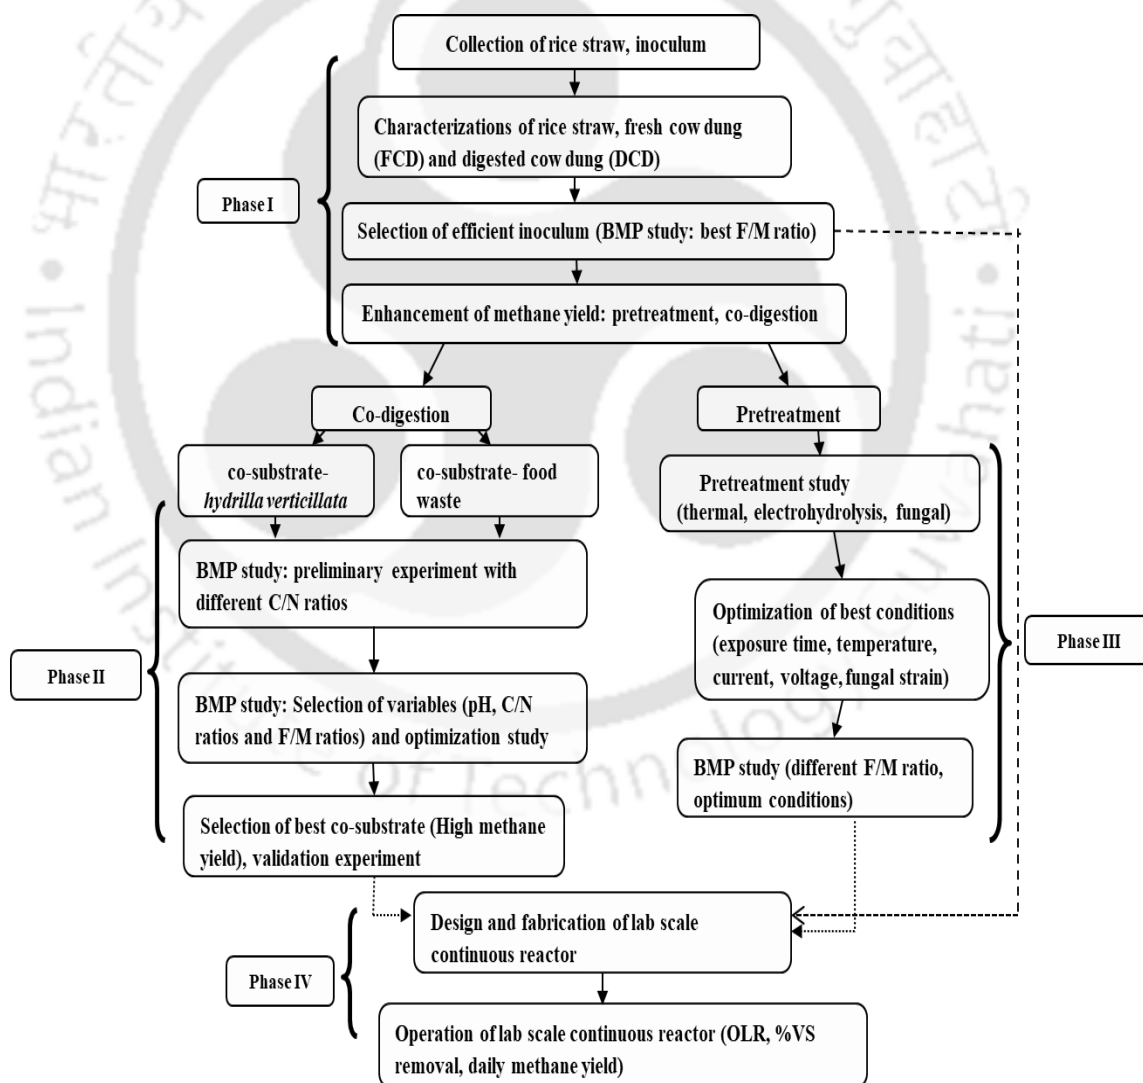 Collection of rice straw, inoculum
Characterizations of rice straw, fresh cow dung
(FCD) and digested cow dung (DCD)
Phase I
Selection of efficient inoculum (BMP study: best F/M ratio)
Enhancement of methane yield: pretreatment, co-digestion
Co-digestion
Pretreatment
co-substrate-
hydrilla verticillata
co-substrate- food
waste
Pretreatment study
(thermal, electrohydrolysis, fungal)
BMP study: preliminary experiment with
different C/N ratios
Optimization of best conditions
(exposure time, temperature,
current, voltage, fungal strain)
Phase III
Phase II
BMP study: Selection of variables (pH, C/N
ratios and F/M ratios) and optimization study
BMP study (different F/M ratio,
optimum conditions)
Selection of best co-substrate (High methane
yield), validation experiment
Design and fabrication of lab scale
continuous reactor
Phase IV
Operation of lab scale continuous reactor (OLR, %VS
removal, daily methane yield)
Indian Institute of Technology Guwahati